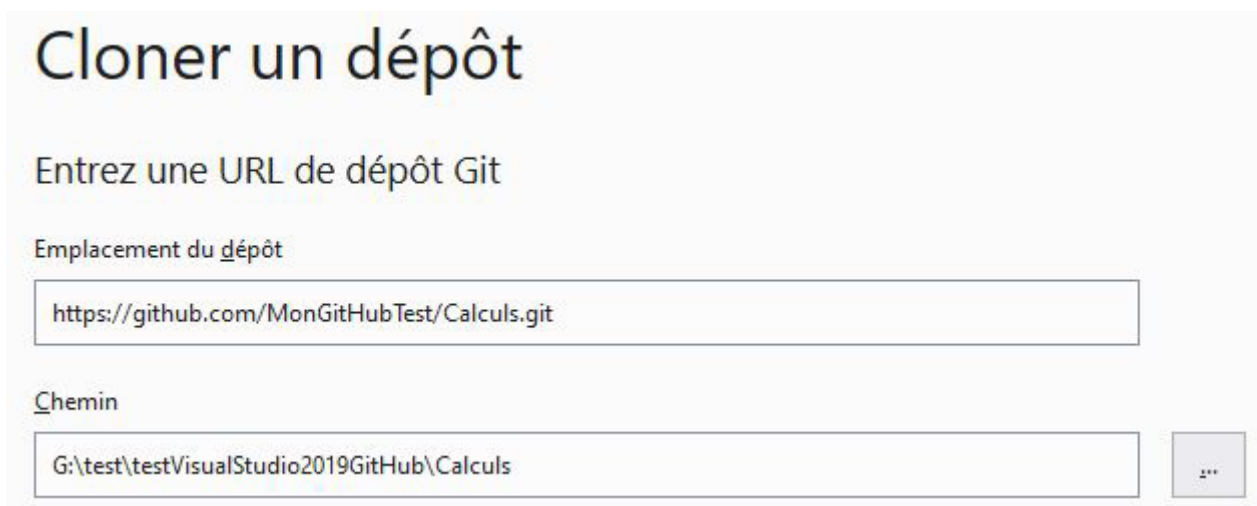 Cloner un dépôt
Entrez une URL de dépôt Git
Emplacement du dépôt
https://github.com/MonGitHubTest/Calculs.git
Chemin
G:\test\testVisualStudio2019GitHub\Calculs
...